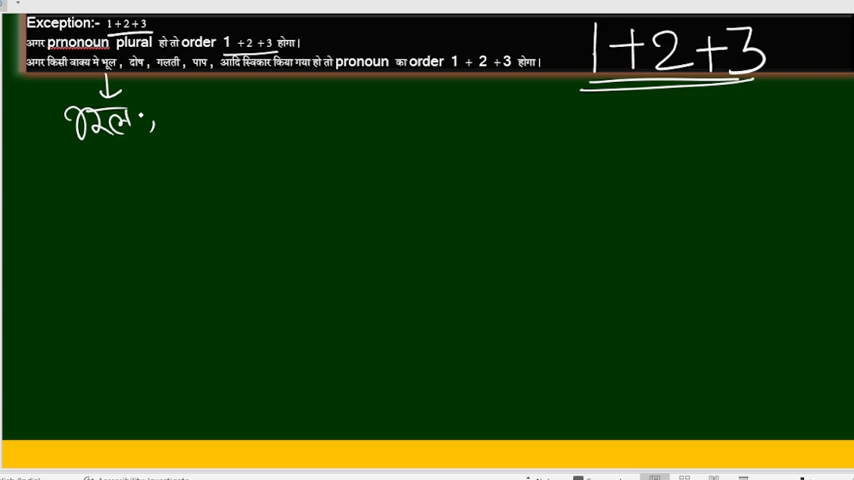 Exception:- 1+2+3
अगर prnonoun plural हो तो order 1 +2+3 होगा।
अगर किसी वाक्य मे भूल, दोष, गलती, पाप, आदि स्विकार किया गया हो तो pronoun का order 1 + 2 +3 होगा।
1+2+3